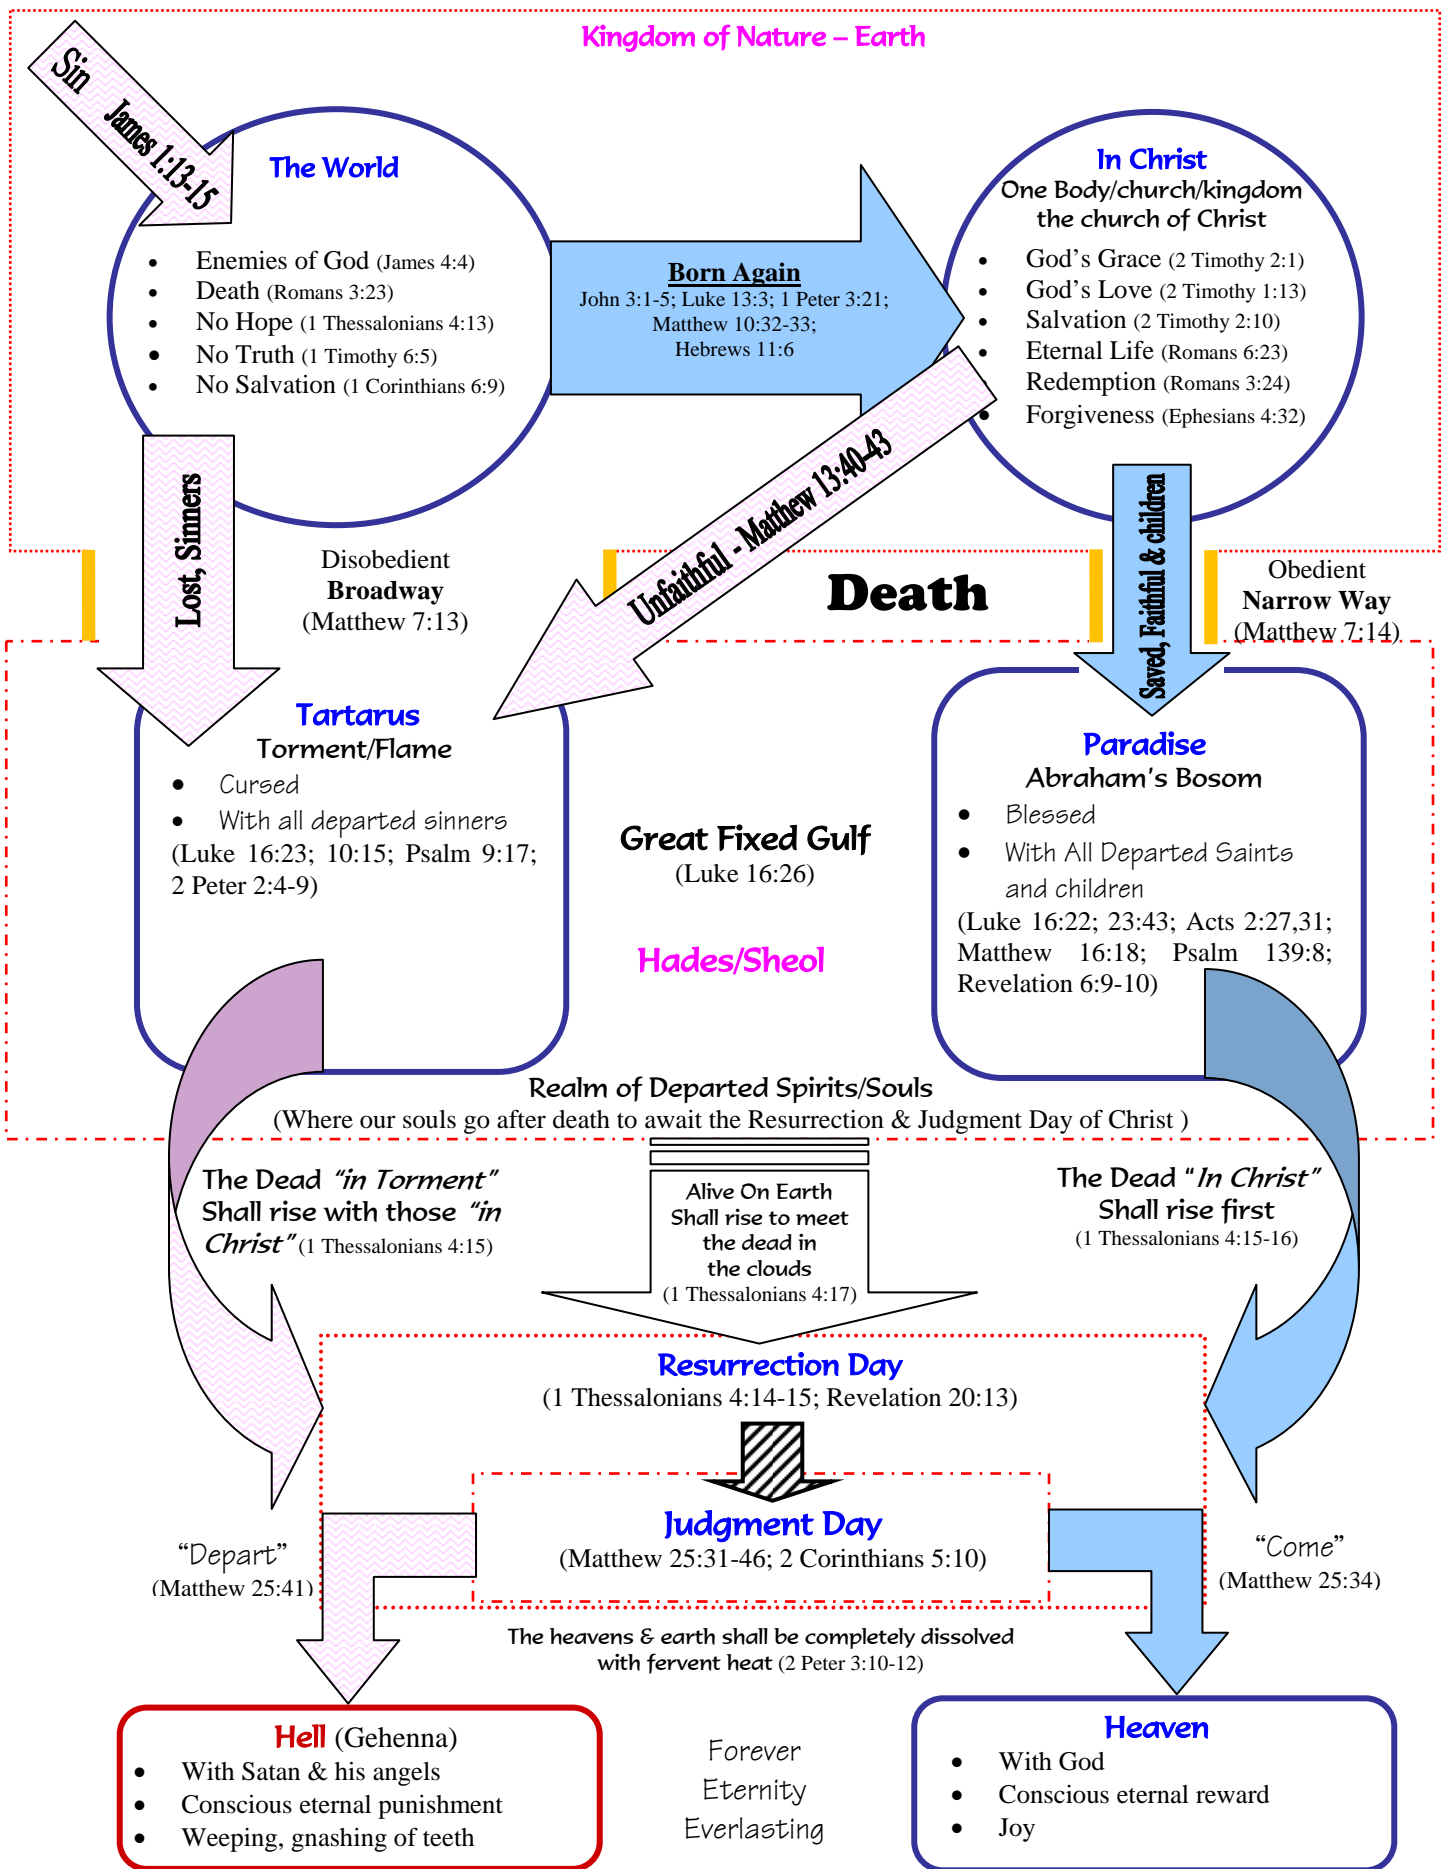 Kingdom of Nature – Earth
Sin James 1:13-15
The World
• Enemies of God (James 4:4)
• Death (Romans 3:23)
• No Hope (1 Thessalonians 4:13)
• No Truth (1 Timothy 6:5)
• No Salvation (1 Corinthians 6:9)
Born Again
John 3:1-5; Luke 13:3; 1 Peter 3:21;
Matthew 10:32-33;
Hebrews 11:6
In Christ
One Body/church/kingdom
the church of Christ
• God's Grace (2 Timothy 2:1)
• God's Love (2 Timothy 1:13)
• Salvation (2 Timothy 2:10)
• Eternal Life (Romans 6:23)
• Redemption (Romans 3:24)
• Forgiveness (Ephesians 4:32)
Lost, Sinners
Disobedient
Broadway
(Matthew 7:13)
Unfaithful - Matthew 13:40-43
Death
Saved, Faithful & children
Obedient
Narrow Way
(Matthew 7:14)
Tartarus
Torment/Flame
• Cursed
• With all departed sinners
(Luke 16:23; 10:15; Psalm 9:17;
2 Peter 2:4-9)
Great Fixed Gulf
(Luke 16:26)
Hades/Sheol
Paradise
Abraham's Bosom
• Blessed
• With All Departed Saints
and children
(Luke 16:22; 23:43; Acts 2:27,31;
Matthew 16:18; Psalm 139:8;
Revelation 6:9-10)
Realm of Departed Spirits/Souls
(Where our souls go after death to await the Resurrection & Judgment Day of Christ )
The Dead "in Torment"
Shall rise with those "in
Christ" (1 Thessalonians 4:15)
Alive On Earth
Shall rise to meet
the dead in
the clouds
(1 Thessalonians 4:17)
The Dead "In Christ"
Shall rise first
(1 Thessalonians 4:15-16)
Resurrection Day
(1 Thessalonians 4:14-15; Revelation 20:13)
Judgment Day
(Matthew 25:31-46; 2 Corinthians 5:10)
"Depart"
(Matthew 25:41)
"Come"
(Matthew 25:34)
The heavens & earth shall be completely dissolved
with fervent heat (2 Peter 3:10-12)
Hell (Gehenna)
• With Satan & his angels
• Conscious eternal punishment
• Weeping, gnashing of teeth
Forever
Eternity
Everlasting
Heaven
• With God
• Conscious eternal reward
• Joy